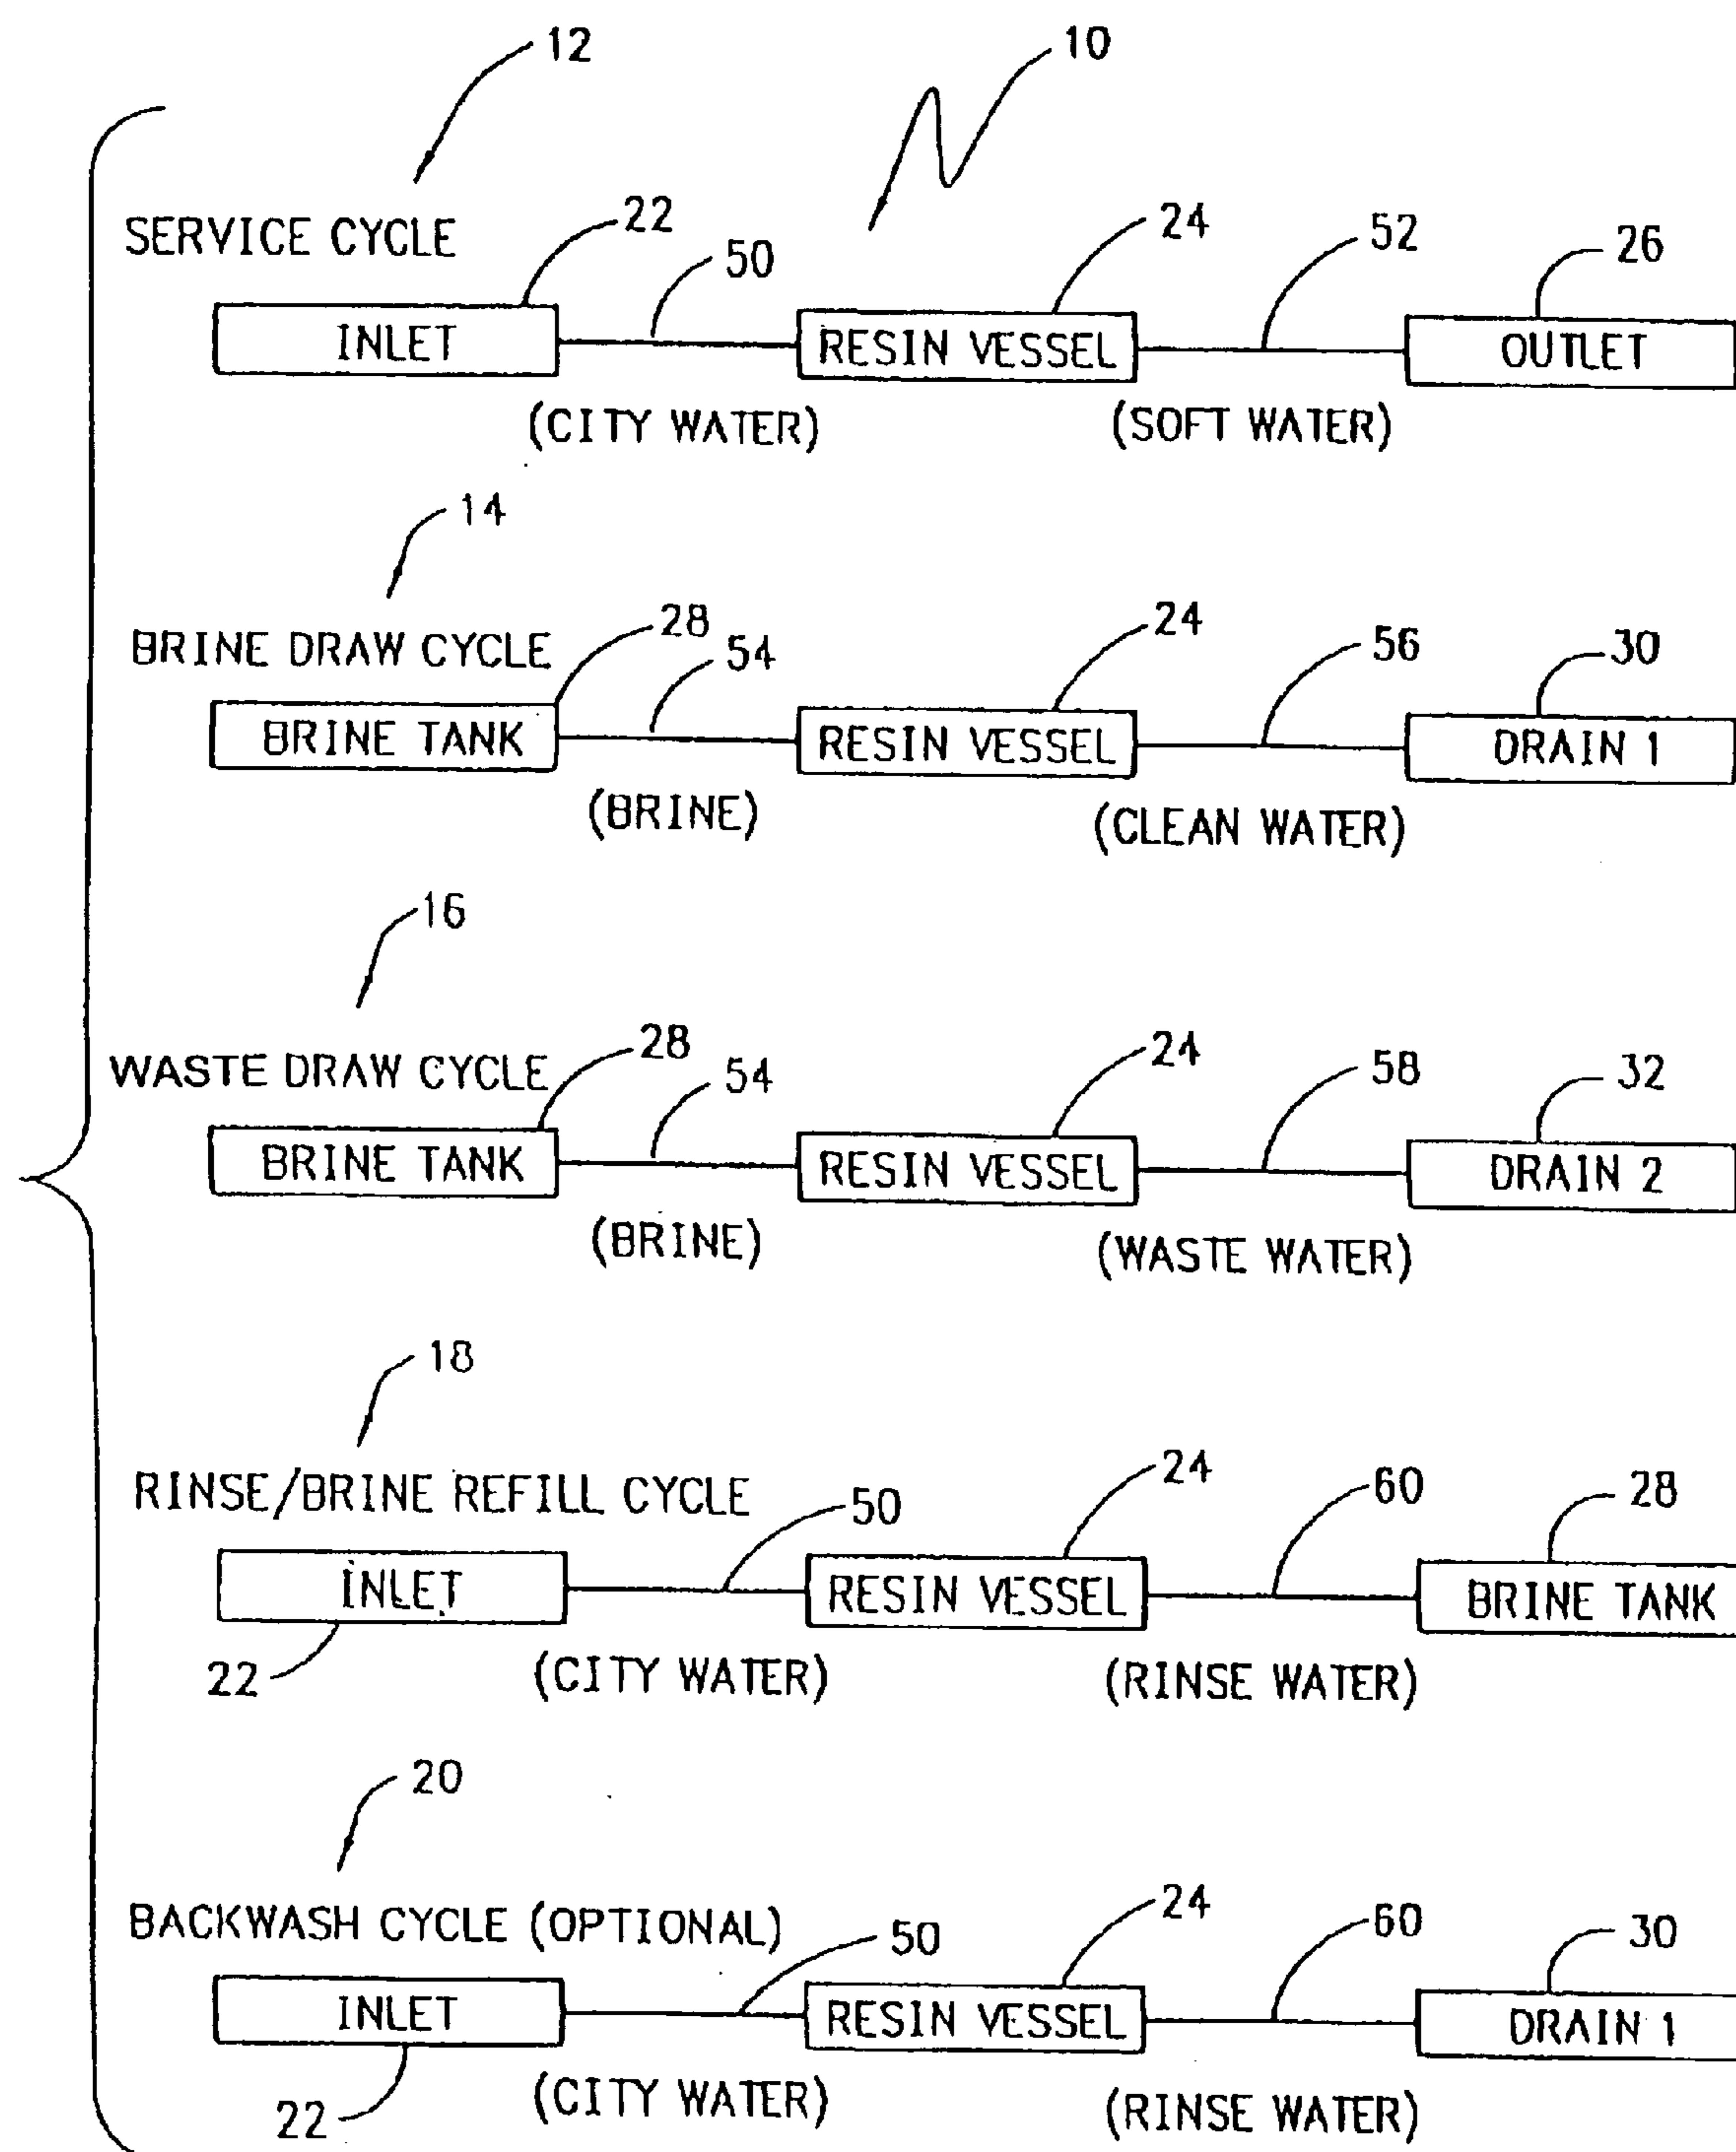 12 10
SERVICE CYCLE 22 50 24 52 26
INLET RESIN VESSEL OUTLET
(CITY WATER) (SOFT WATER)
14
BRINE DRAW CYCLE 28 54 24 56 30
BRINE TANK RESIN VESSEL DRAIN 1
(BRINE) (CLEAN WATER)
16
WASTE DRAW CYCLE 28 54 24 58 32
BRINE TANK RESIN VESSEL DRAIN 2
(BRINE) (WASTE WATER)
18
RINSE/BRINE REFILL CYCLE 50 24 60 28
INLET RESIN VESSEL BRINE TANK
22 (CITY WATER) (RINSE WATER)
20
BACKWASH CYCLE (OPTIONAL) 50 24 60 30
INLET RESIN VESSEL DRAIN 1
22 (CITY WATER) (RINSE WATER)